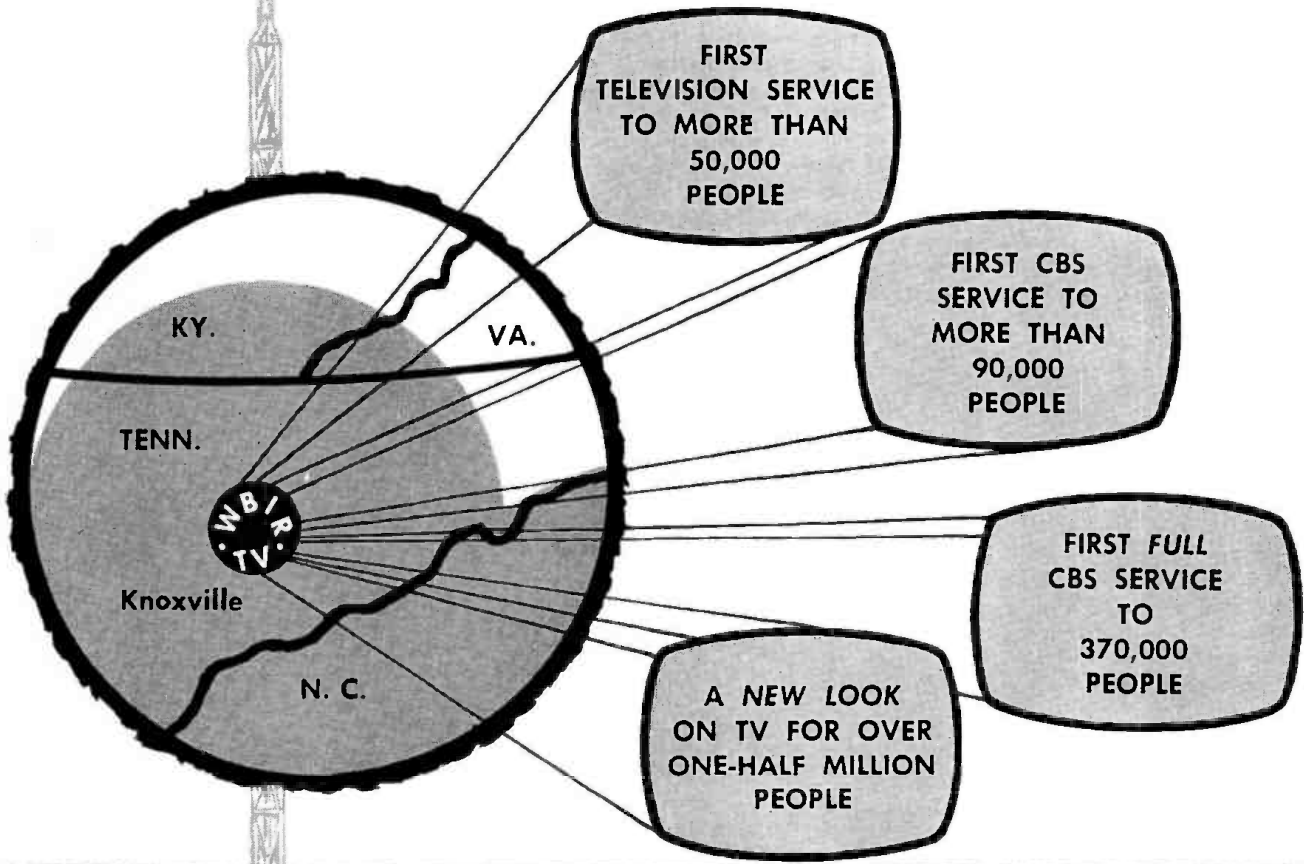 FIRST
TELEVISION SERVICE
TO MORE THAN
50,000
PEOPLE
FIRST CBS
SERVICE TO
MORE THAN
90,000
PEOPLE
KY.
VA.
TENN.
WBIR
• TV •
Knoxville
N. C.
FIRST FULL
CBS SERVICE
TO
370,000
PEOPLE
A NEW LOOK
ON TV FOR OVER
ONE-HALF MILLION
PEOPLE